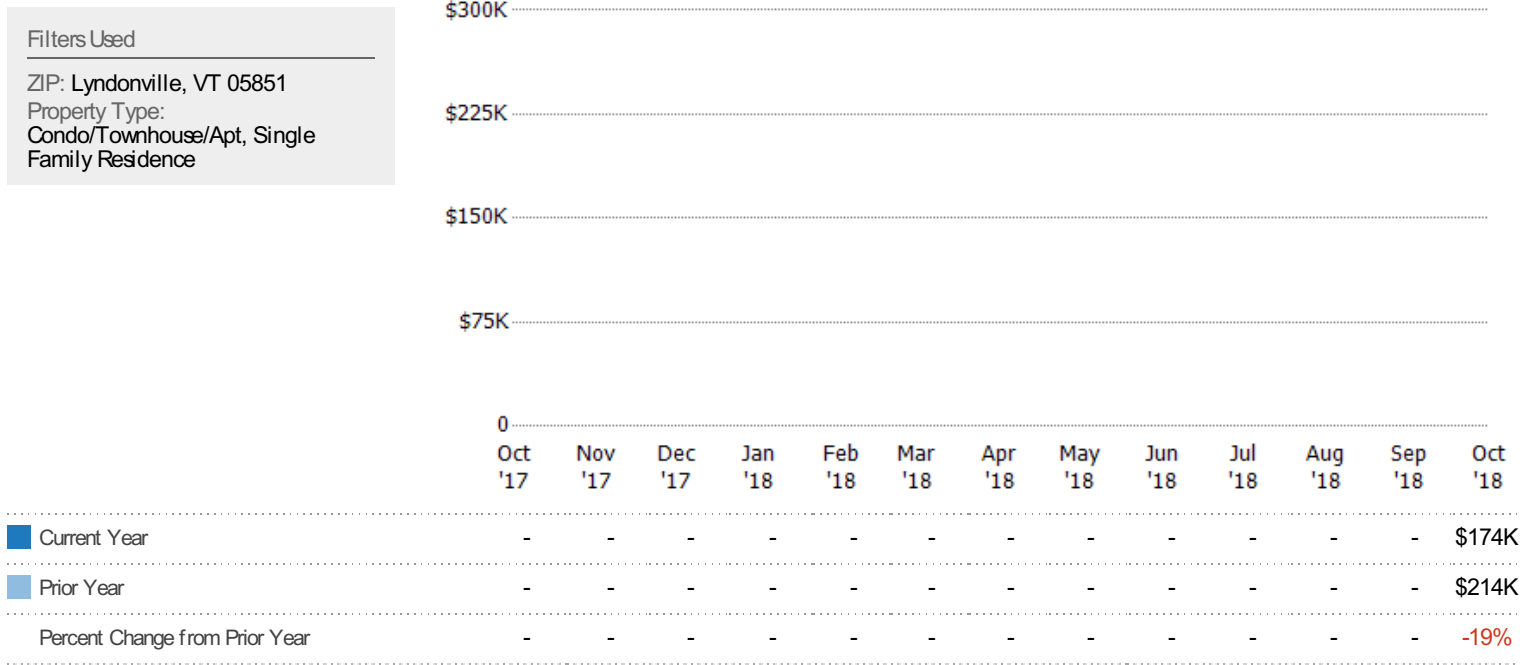 Filters Used
ZIP: Lyndonville, VT 05851
Property Type:
Condo/Townhouse/Apt, Single
Family Residence
$300K
$225K
$150K
$75K
0
Oct Nov Dec Jan Feb Mar Apr May Jun Jul Aug Sep Oct
'17 '17 '17 '18 '18 '18 '18 '18 '18 '18 '18 '18 '18
Current Year - - - - - - - - - - - - $174K
Prior Year - - - - - - - - - - - - $214K
Percent Change from Prior Year - - - - - - - - - - - - -19%